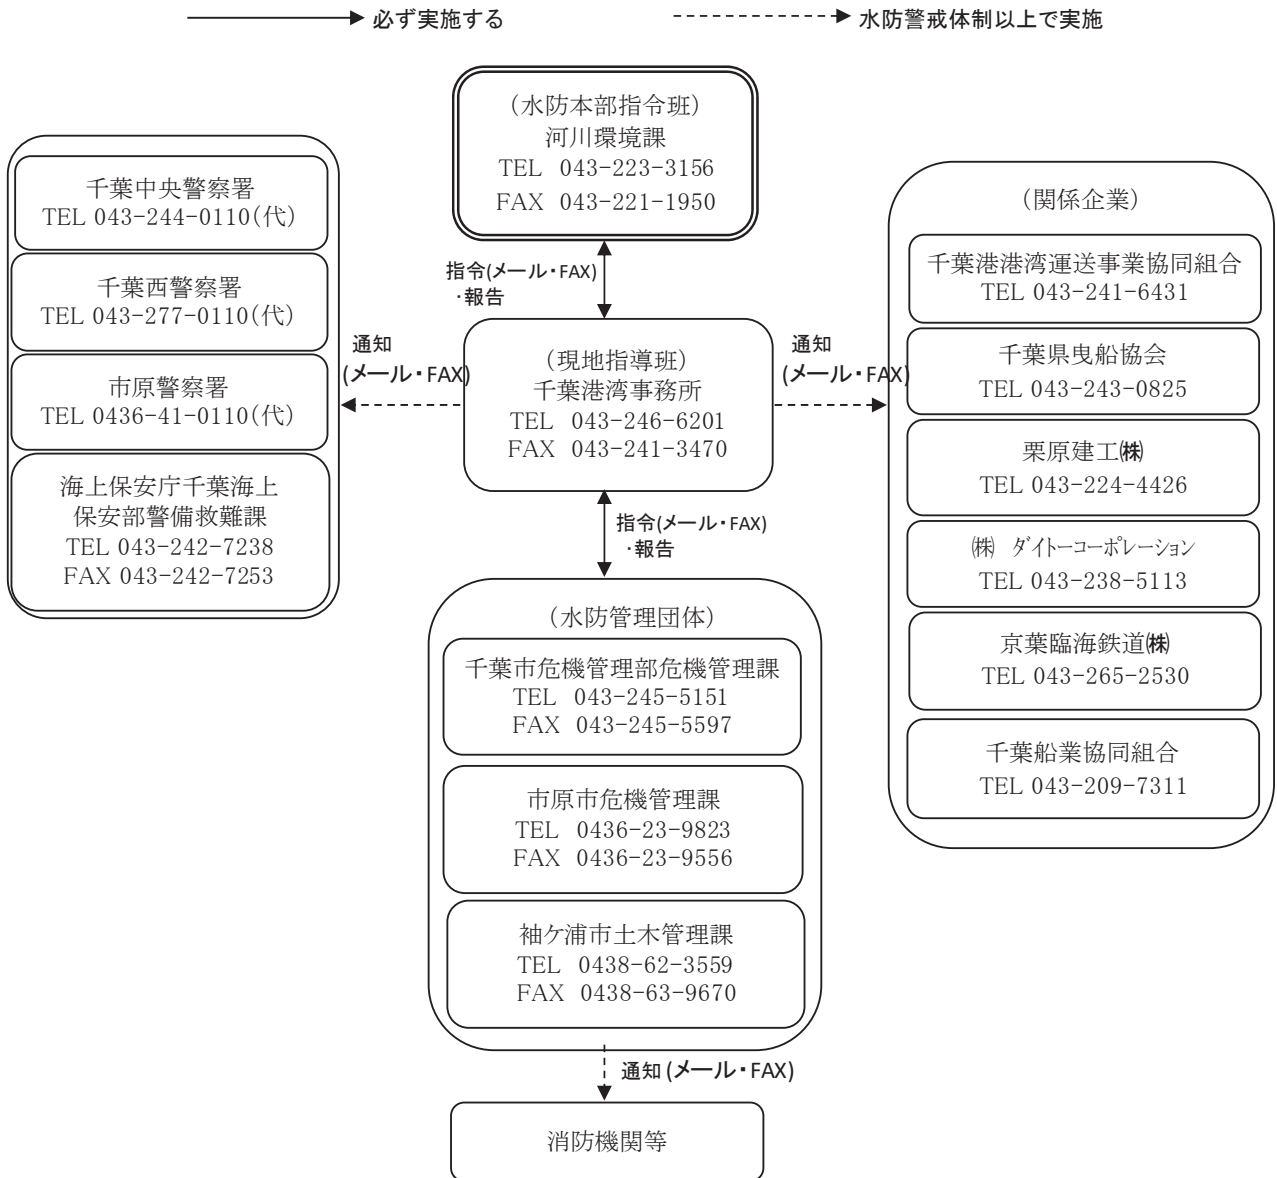 必ず実施する
水防警戒体制以上で実施
(水防本部指令班)
河川環境課
TEL 043-223-3156
FAX 043-221-1950
指令(メール・FAX)
・報告
千葉中央警察署
TEL 043-244-0110(代)
千葉西警察署
TEL 043-277-0110(代)
市原警察署
TEL 0436-41-0110(代)
海上保安庁千葉海上
保安部警備救難課
TEL 043-242-7238
FAX 043-242-7253
通知
(メール・FAX)
(現地指導班)
千葉港湾事務所
TEL 043-246-6201
FAX 043-241-3470
通知
(メール・FAX)
(関係企業)
千葉港港湾運送事業協同組合
TEL 043-241-6431
千葉県曳船協会
TEL 043-243-0825
栗原建工㈱
TEL 043-224-4426
㈱ ダイトーコーポレーション
TEL 043-238-5113
京葉臨海鉄道㈱
TEL 043-265-2530
千葉船業協同組合
TEL 043-209-7311
指令(メール・FAX)
・報告
(水防管理団体)
千葉市危機管理部危機管理課
TEL 043-245-5151
FAX 043-245-5597
市原市危機管理課
TEL 0436-23-9823
FAX 0436-23-9556
袖ケ浦市土木管理課
TEL 0438-62-3559
FAX 0438-63-9670
通知 (メール・FAX)
消防機関等